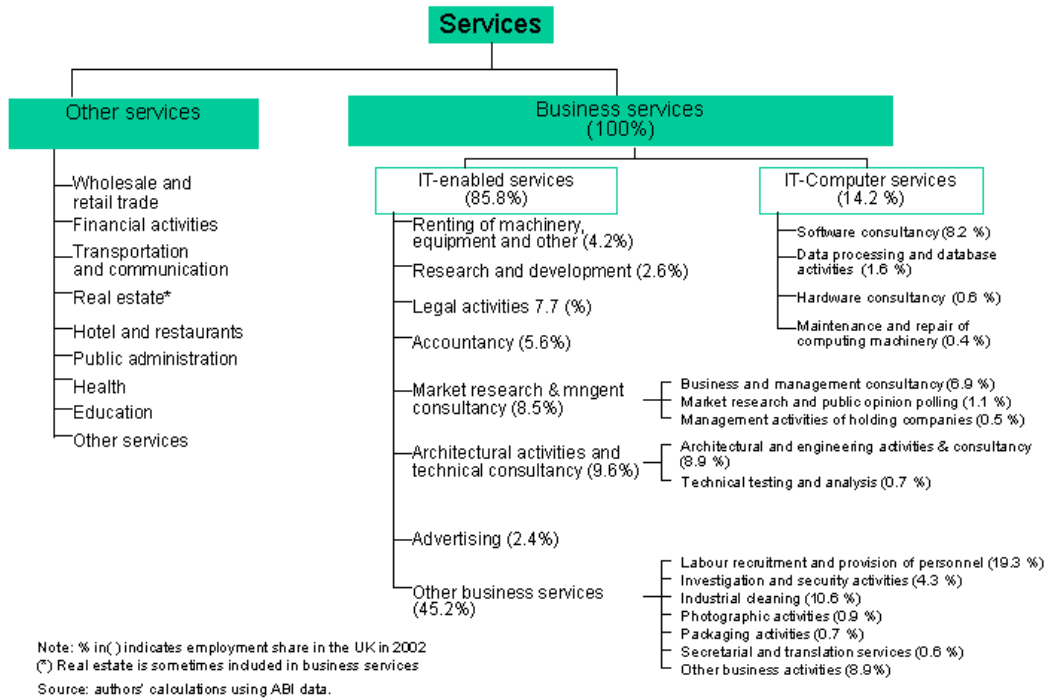 Services
Other services
Business services
(100%)
Wholesale and
retail trade
Financial activities
Transportation
and communication
Real estate*
Hotel and restaurants
Public administration
Health
Education
Other services
IT-enabled services
(85.8%)
Renting of machinery,
equipment and other (4.2%)
Research and development (2.6%)
Legal activities 7.7 (%)
Accountancy (5.6%)
Market research & mngent
consultancy (8.5%)
Business and management consultancy (6.9 %)
Market research and public opinion polling (1.1 %)
Management activities of holding companies (0.5 %)
Architectural activities and
technical consultancy (9.6%)
Architectural and engineering activities & consultancy
(8.9 %)
Technical testing and analysis (0.7 %)
Advertising (2.4%)
Other business services
(45.2%)
Labour recruitment and provision of personnel (19.3 %)
Investigation and security activities (4.3 %)
Industrial cleaning (10.6 %)
Photographic activities (0.9 %)
Packaging activities (0.7 %)
Secretarial and translation services (0.6 %)
Other business activities (8.9%)
IT-Computer services
(14.2 %)
Software consultancy (8.2 %)
Data processing and database
activities (1.6 %)
Hardware consultancy (0.6 %)
Maintenance and repair of
computing machinery (0.4 %)
Note: % in( ) indicates employment share in the UK in 2002
(*) Real estate is sometimes included in business services
Source: authors' calculations using ABI data.